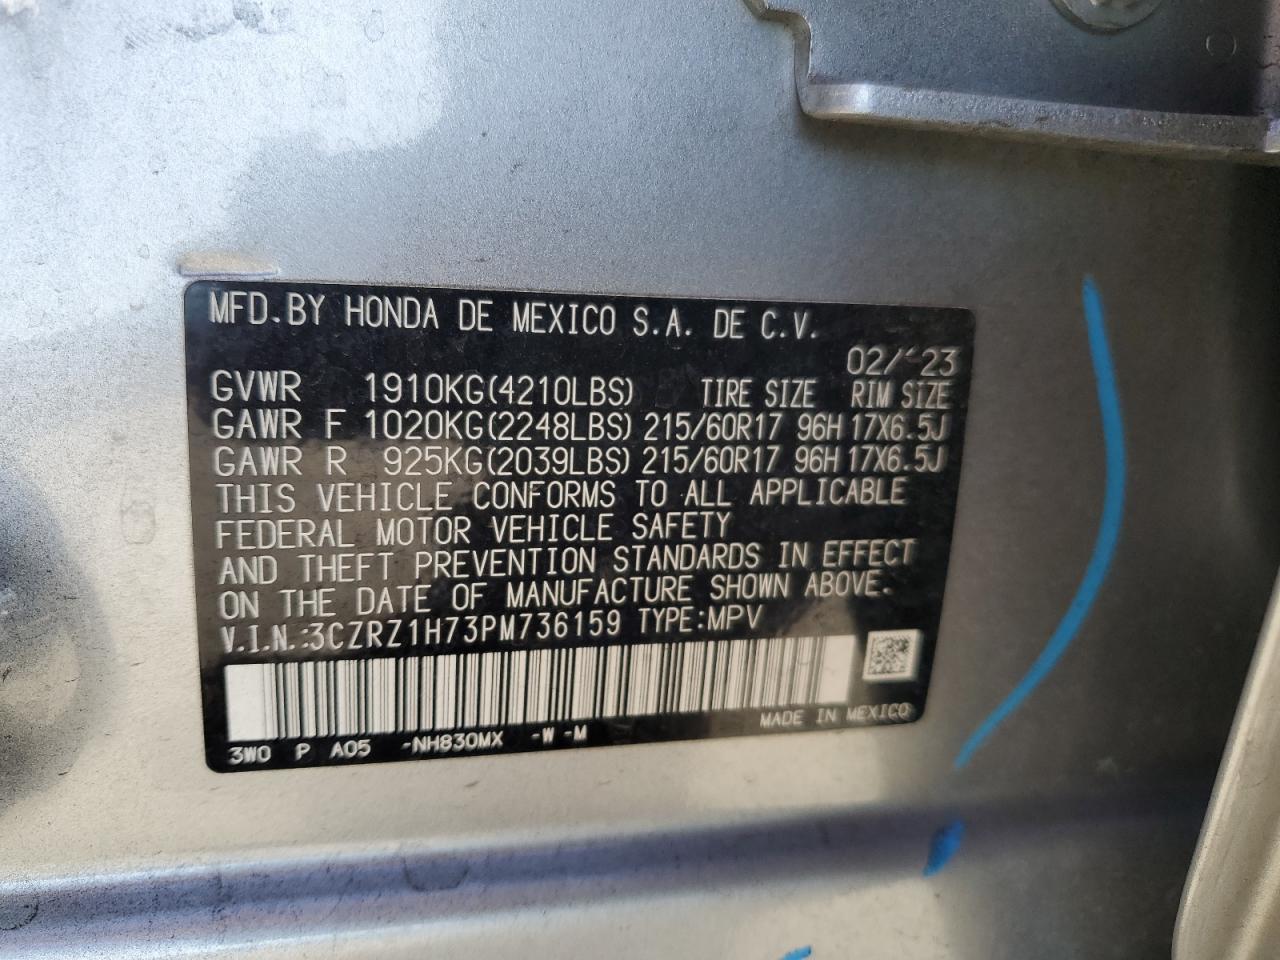 MFD.BY HONDA DE MEXICO S.A. DE C.V.
02/'23
GVWR 1910KG(4210LBS) TIRE SIZE RIM SIZE
GAWR F 1020KG(2248LBS) 215/60R17 96H 17X6.5J
GAWR R 925KG(2039LBS) 215/60R17 96H 17X6.5J
THIS VEHICLE CONFORMS TO ALL APPLICABLE
FEDERAL MOTOR VEHICLE SAFETY
AND THEFT PREVENTION STANDARDS IN EFFECT
ON THE DATE OF MANUFACTURE SHOWN ABOVE.
V.I.N.:3CZRZ1H73PM736159 TYPE:MPV
MADE IN MEXICO
3W0 P A05 -NH830MX -W -M